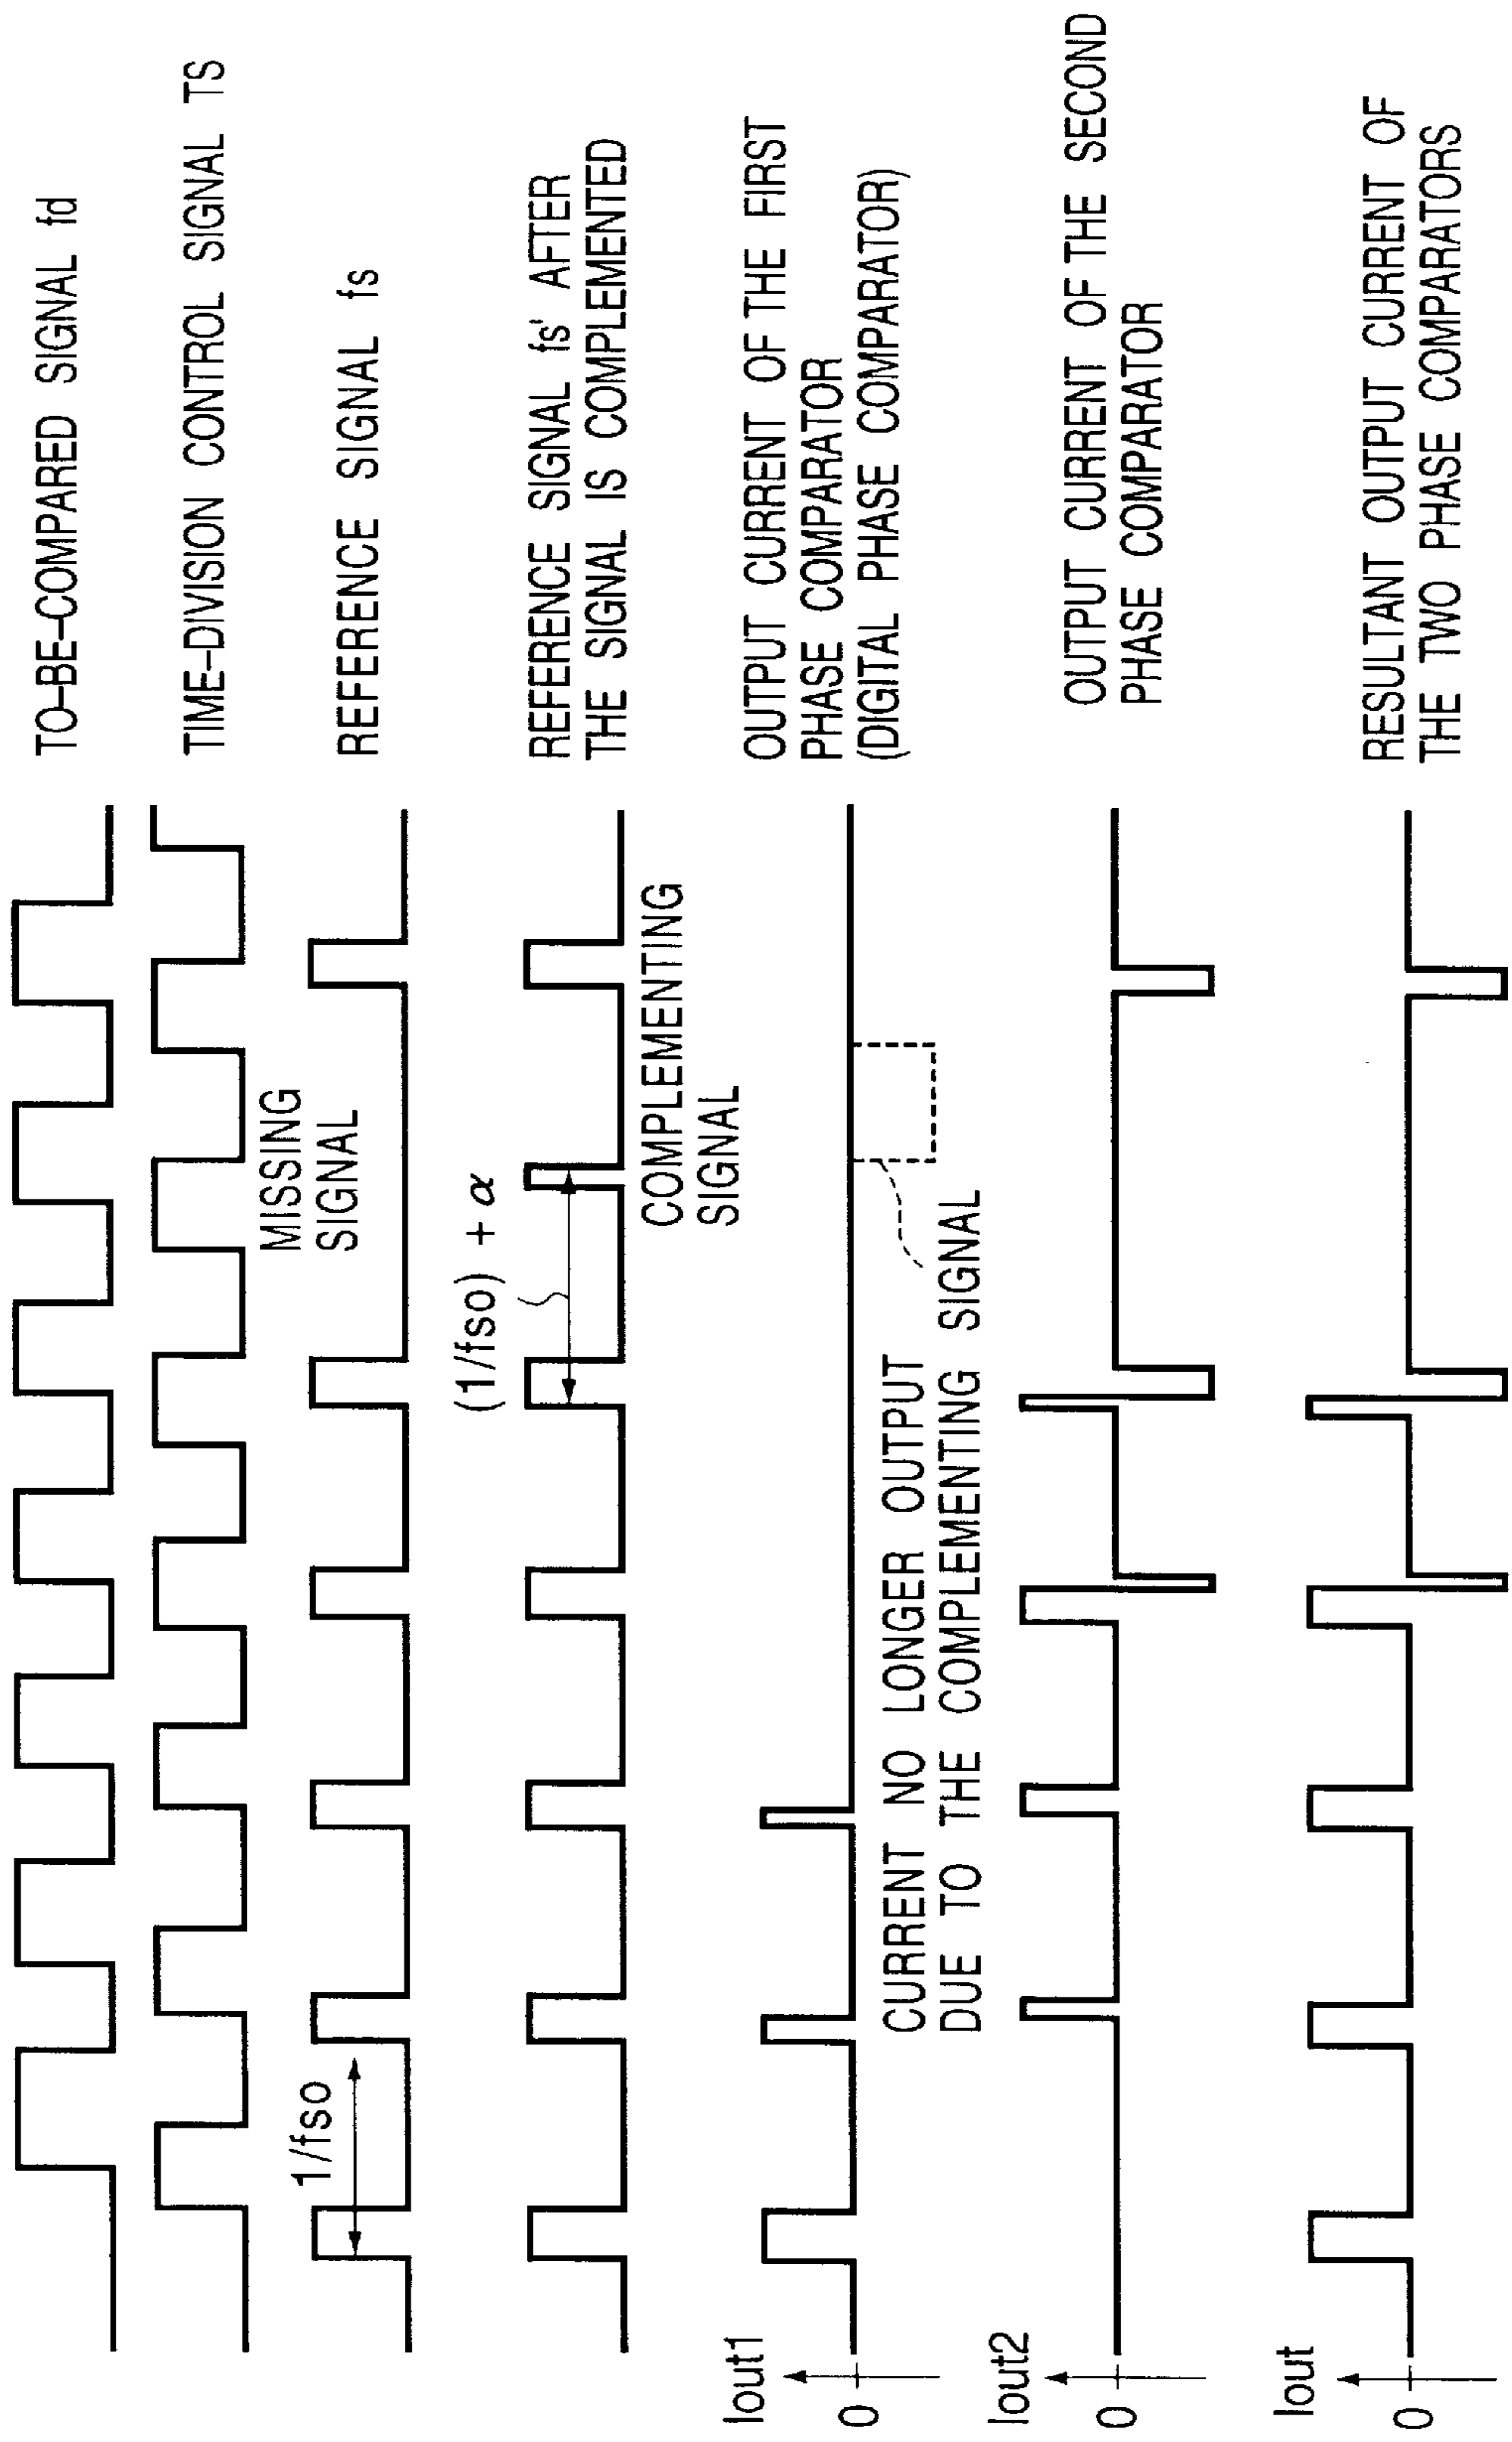 TO-BE-COMPARED SIGNAL fd
TIME-DIVISION CONTROL SIGNAL TS
MISSING
SIGNAL
1/fso
REFERENCE SIGNAL fs
(1/fso) + α
REFERENCE SIGNAL fs' AFTER
THE SIGNAL IS COMPLEMENTED
COMPLEMENTING
SIGNAL
Iout1
0
OUTPUT CURRENT OF THE FIRST
PHASE COMPARATOR
(DIGITAL PHASE COMPARATOR)
CURRENT NO LONGER OUTPUT
DUE TO THE COMPLEMENTING SIGNAL
Iout2
0
OUTPUT CURRENT OF THE SECOND
PHASE COMPARATOR
Iout
0
RESULTANT OUTPUT CURRENT OF
THE TWO PHASE COMPARATORS